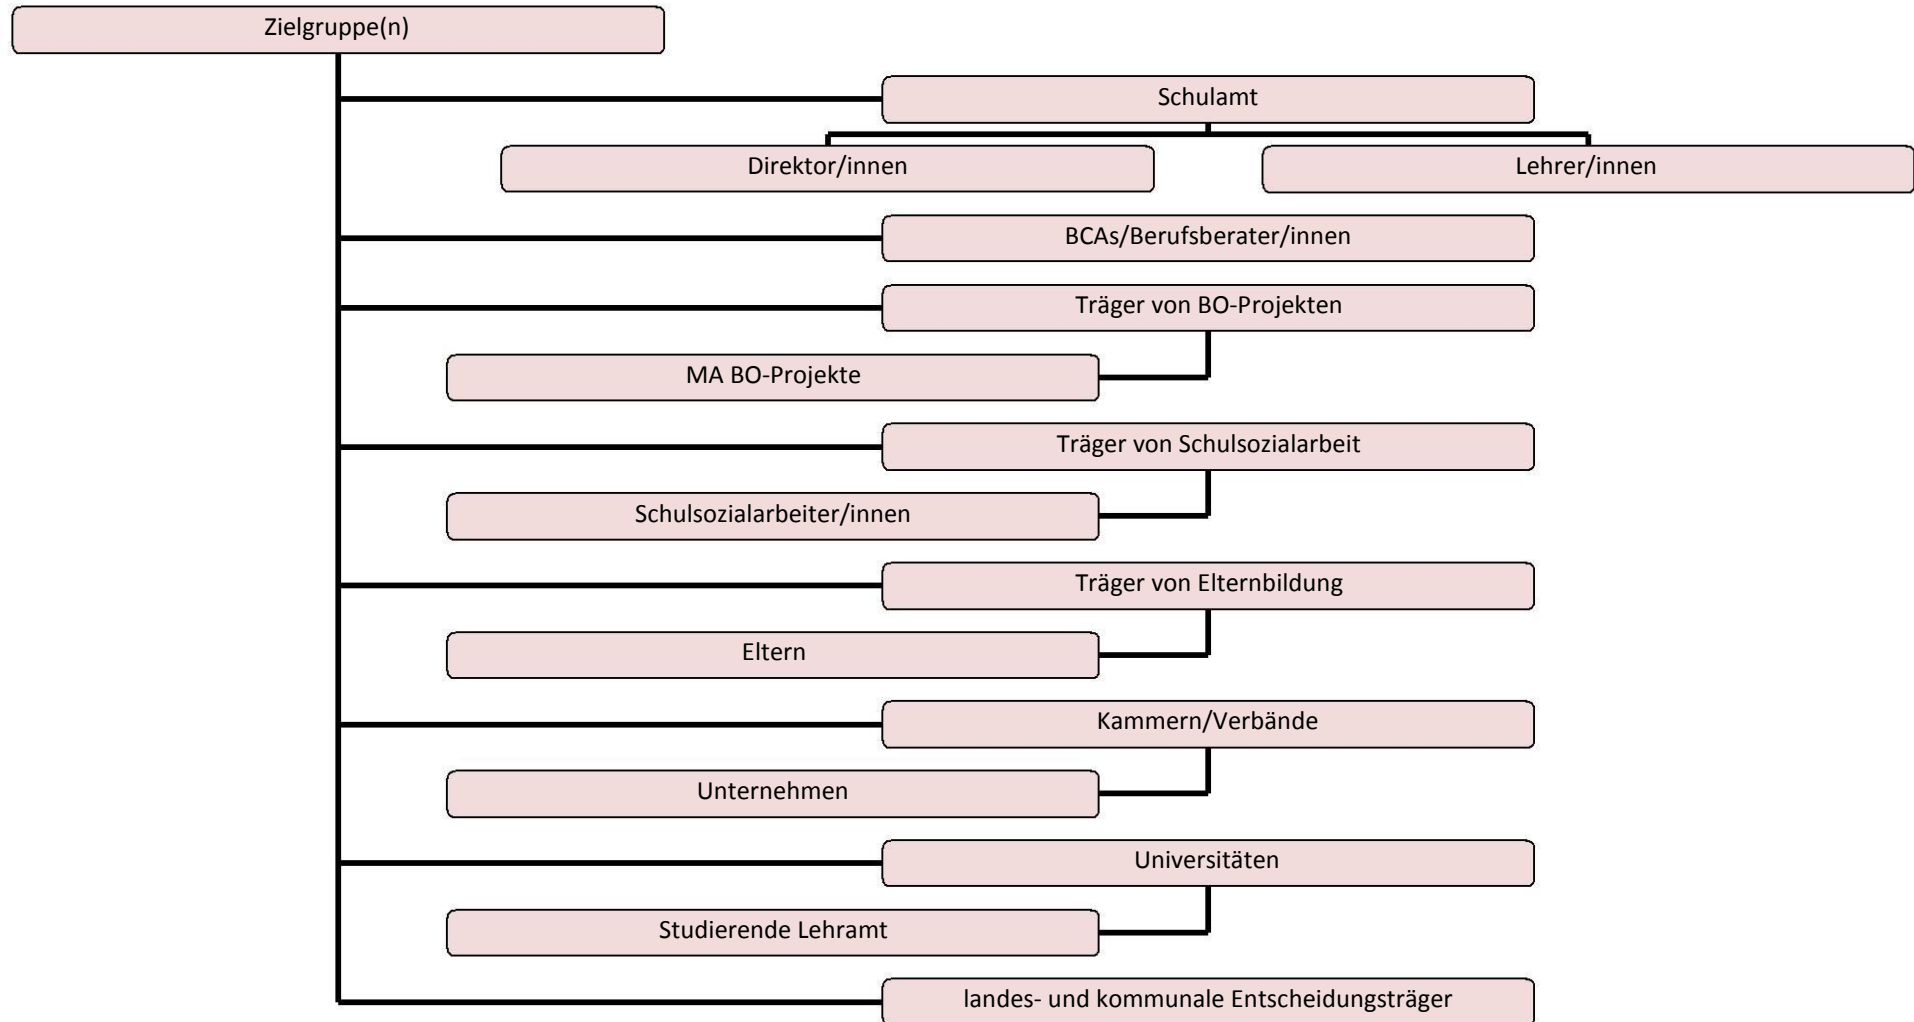 Zielgruppe(n)
Schulamt
Direktor/innen
Lehrer/innen
BCAs/Berufsberater/innen
Träger von BO-Projekten
MA BO-Projekte
Träger von Schulsozialarbeit
Schulsozialarbeiter/innen
Träger von Elternbildung
Eltern
Kammern/Verbände
Unternehmen
Universitäten
Studierende Lehramt
landes- und kommunale Entscheidungsträger